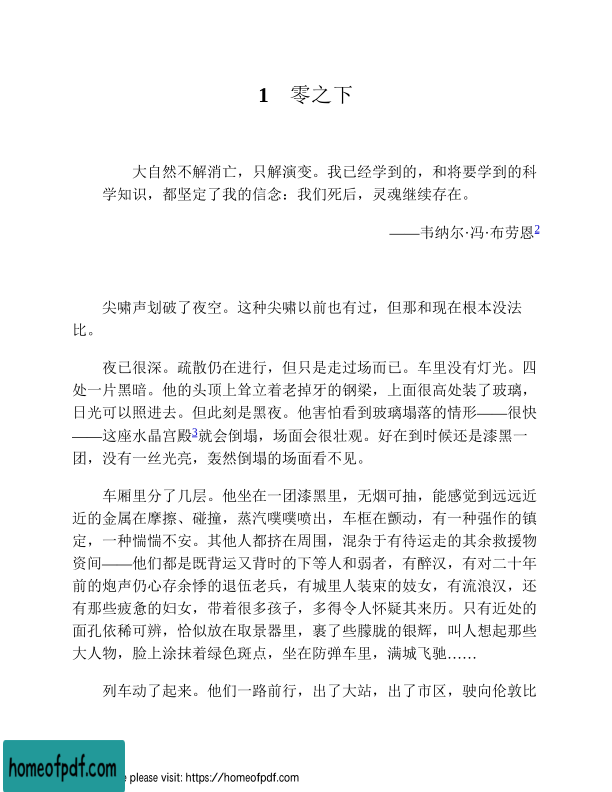 1 零之下
大自然不解消亡，只解演变。我已经学到的，和将要学到的科
学知识，都坚定了我的信念：我们死后，灵魂继续存在。
——韦纳尔·冯·布劳恩2
尖啸声划破了夜空。这种尖啸以前也有过，但那和现在根本没法
比。
夜已很深。疏散仍在进行，但只是走过场而已。车里没有灯光。四
处一片黑暗。他的头顶上耸立着老掉牙的钢梁，上面很高处装了玻璃，
日光可以照进去。但此刻是黑夜。他害怕看到玻璃塌落的情形——很快
——这座水晶宫殿3就会倒塌，场面会很壮观。好在到时候还是漆黑一
团，没有一丝光亮，轰然倒塌的场面看不见。
车厢里分了几层。他坐在一团漆黑里，无烟可抽，能感觉到远远近
近的金属在摩擦、碰撞，蒸汽噗噗喷出，车框在颤动，有一种强作的镇
定，一种惴惴不安。其他人都挤在周围，混杂于有待运走的其余救援物
资间——他们都是既背运又背时的下等人和弱者，有醉汉，有对二十年
前的炮声仍心存余悸的退伍老兵，有城里人装束的妓女，有流浪汉，还
有那些疲惫的妇女，带着很多孩子，多得令人怀疑其来历。只有近处的
面孔依稀可辨，恰似放在取景器里，裹了些朦胧的银辉，叫人想起那些
大人物，脸上涂抹着绿色斑点，坐在防弹车里，满城飞驰……
列车动了起来。他们一路前行，出了大站，出了市区，驶向伦敦比
homeofpdf.com
e please visit: https://homeofpdf.com